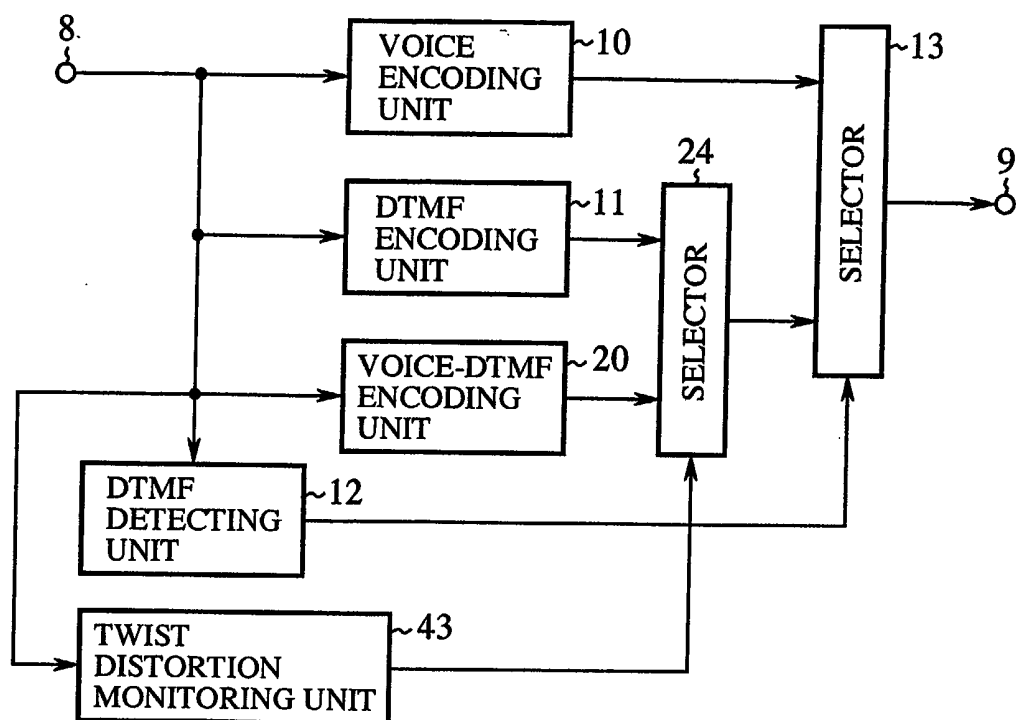 8
VOICE
ENCODING
UNIT
~10
~13
SELECTOR
24
9
DTMF
ENCODING
UNIT
~11
SELECTOR
VOICE-DTMF
ENCODING
UNIT
~20
DTMF
DETECTING
UNIT
~12
TWIST
DISTORTION
MONITORING UNIT
~43